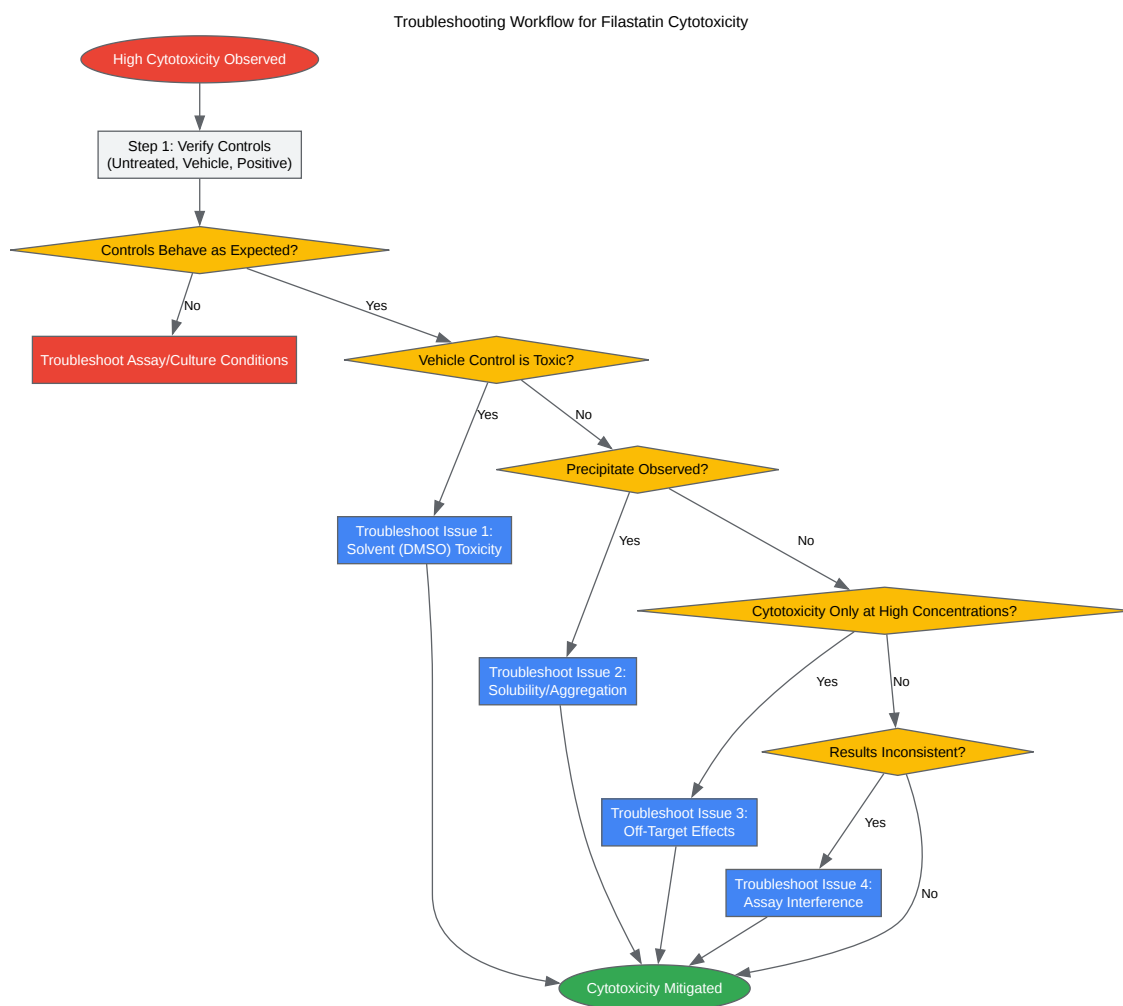 Troubleshooting Workflow for Filastatin Cytotoxicity
High Cytotoxicity Observed
Step 1: Verify Controls
(Untreated, Vehicle, Positive)
Controls Behave as Expected?
No
Yes
Troubleshoot Assay/Culture Conditions
Vehicle Control is Toxic?
Yes
No
Precipitate Observed?
Troubleshoot Issue 1:
Solvent (DMSO) Toxicity
Yes
No
Cytotoxicity Only at High Concentrations?
Troubleshoot Issue 2:
Solubility/Aggregation
Yes
No
Results Inconsistent?
Troubleshoot Issue 3:
Off-Target Effects
Yes
Troubleshoot Issue 4:
Assay Interference
No
Cytotoxicity Mitigated